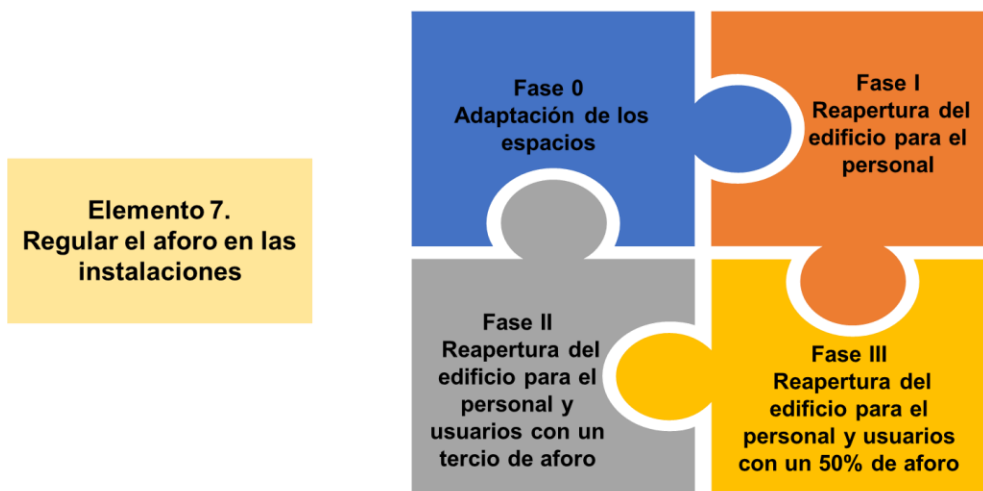 Elemento 7.
Regular el aforo en las
instalaciones
Fase 0
Adaptación de los
espacios
Fase I
Reapertura del
edificio para el
personal
Fase II
Reapertura del
edificio para el
personal y
usuarios con un
tercio de aforo
Fase III
Reapertura del
edificio para el
personal y usuarios
con un 50% de aforo